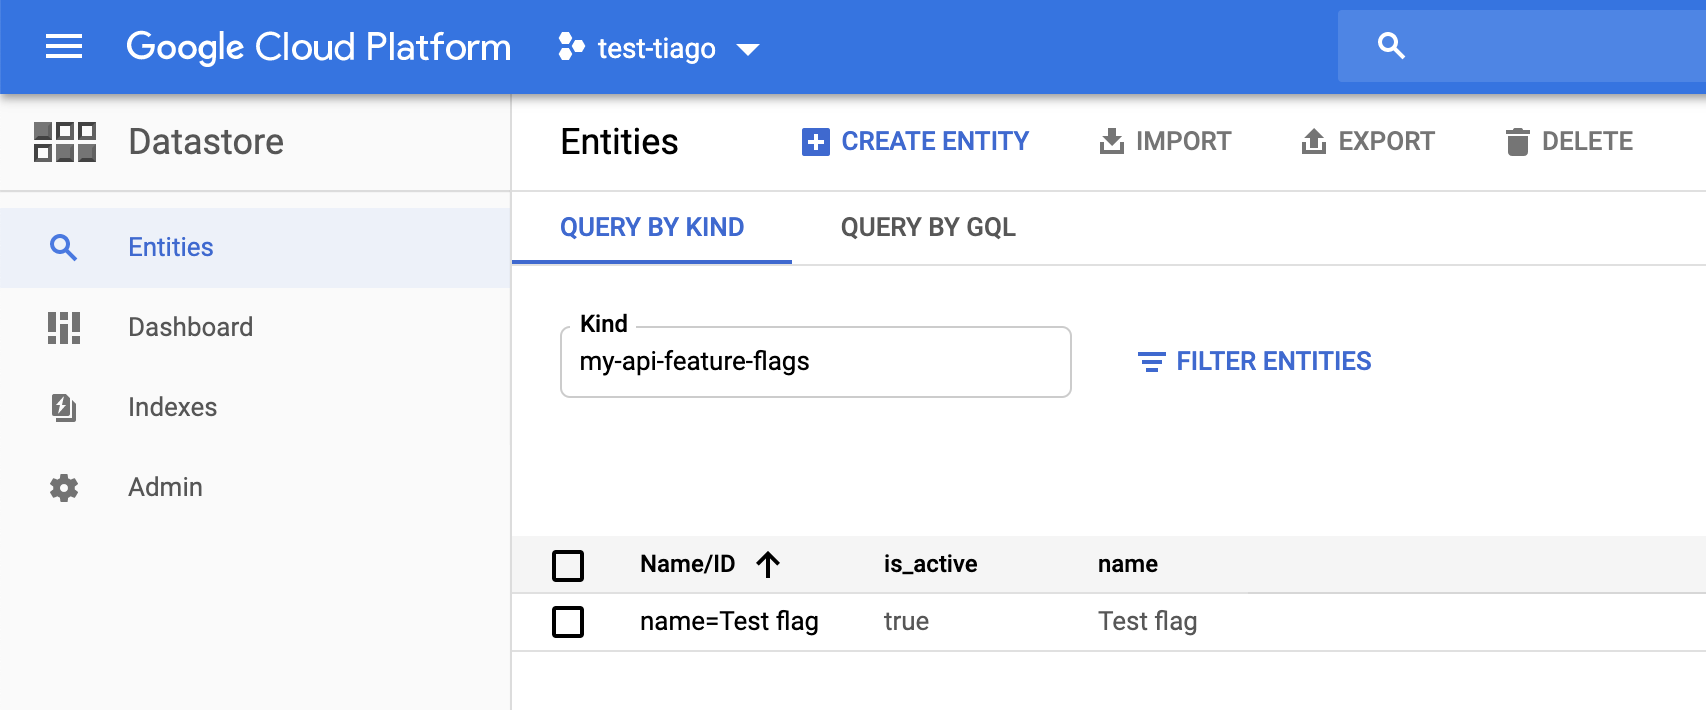 Google Cloud Platform test-tiago
Datastore
Entities CREATE ENTITY IMPORT EXPORT DELETE
Entities
Dashboard
Indexes
Admin
QUERY BY KIND QUERY BY GQL
Kind
my-api-feature-flags FILTER ENTITIES
Name/ID is_active name
name=Test flag true Test flag